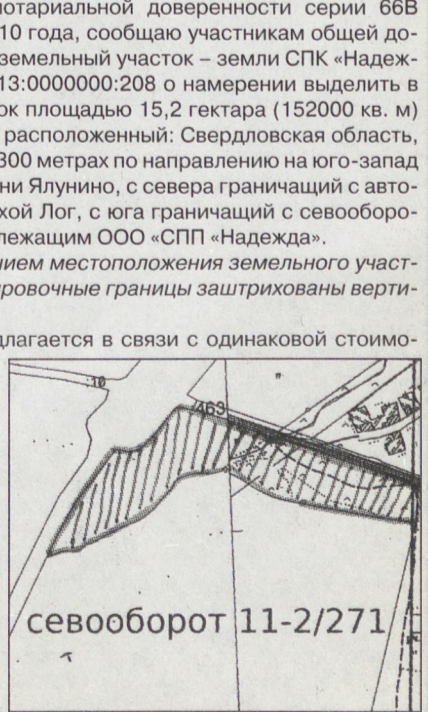 нотариальной доверенности серии 66В
10 года, сообщаю участникам общей до-
земельный участок – земли СПК «Надеж-
13:0000000:208 о намерении выделить в
ок площадью 15,2 гектара (152000 кв. м)
расположенный: Свердловская область,
300 метрах по направлению на юго-запад
ни Ялунино, с севера граничащий с авто-
хой Лог, с юга граничащий с севооборо-
лежащим ООО «СПП «Надежда».
нием местоположения земельного участ-
ировочные границы заштрихованы верти-
длагается в связи с одинаковой стоимо-
10
463
севооборот 11-2/271